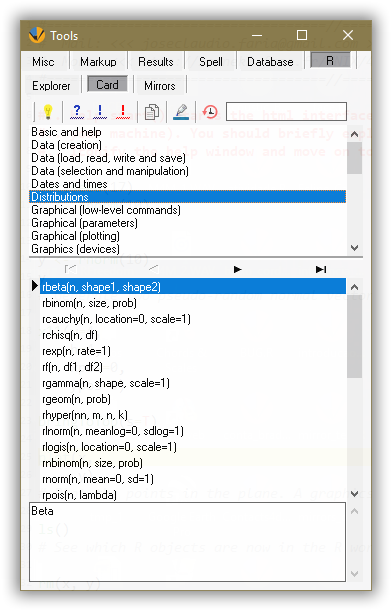 Tools
Misc Markup Results Spell Database R
Explorer Card Mirrors
? ! !
Basic and help
Data (creation)
Data (load, read, write and save)
Data (selection and manipulation)
Dates and times
Distributions
Graphical (low-level commands)
Graphical (parameters)
Graphical (plotting)
Graphics (devices)
rbeta(n, shape1, shape2)
rbinom(n, size, prob)
rcauchy(n, location=0, scale=1)
rchisq(n, df)
rexp(n, rate=1)
rf(n, df1, df2)
rgamma(n, shape, scale=1)
rgeom(n, prob)
rhyper(nn, m, n, k)
rlnorm(n, meanlog=0, sdlog=1)
rlogis(n, location=0, scale=1)
rnbinom(n, size, prob)
rnorm(n, mean=0, sd=1)
rpois(n, lambda)
Beta